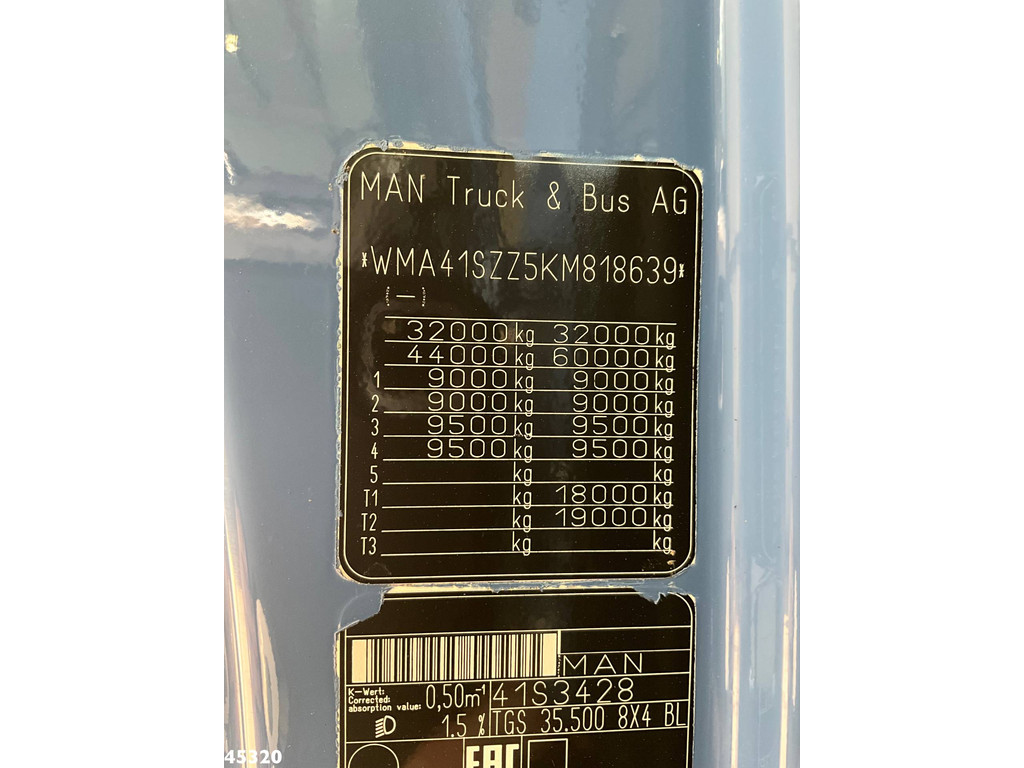 MAN Truck & Bus AG
*WMA41SZZ5KM818639*
(-)
32000 kg 32000 kg
44000 kg 60000 kg
1 9000 kg 9000 kg
2 9000 kg 9000 kg
3 9500 kg 9500 kg
4 9500 kg 9500 kg
5 kg kg
T1 kg 18000 kg
T2 kg 19000 kg
T3 kg kg
MAN
K-Wert:
Corrected:
absorption value: 0,50m⁻¹ 41S3428
1.5 % TGS 35.500 8X4 BL
EAC
45320